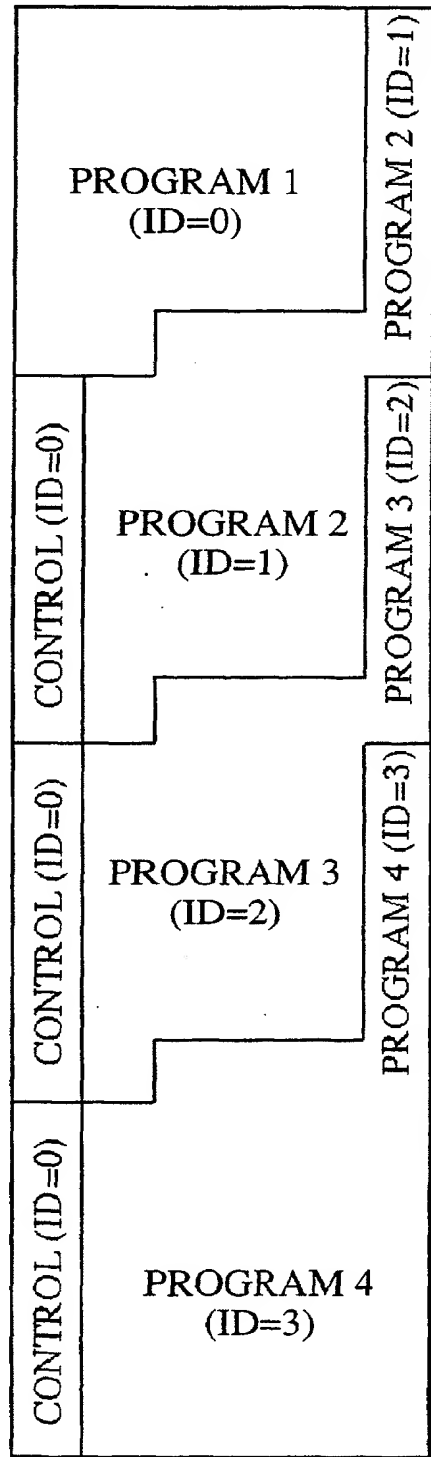 PROGRAM 1
(ID=0)
PROGRAM 2 (ID=1)
CONTROL (ID=0)
PROGRAM 2
(ID=1)
PROGRAM 3 (ID=2)
CONTROL (ID=0)
PROGRAM 3
(ID=2)
PROGRAM 4 (ID=3)
CONTROL (ID=0)
PROGRAM 4
(ID=3)